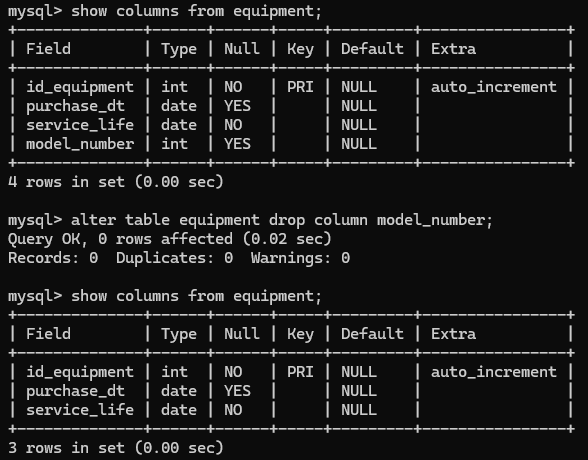 mysql> show columns from equipment;
+--------------+------+------+-----+---------+----------------+
| Field        | Type | Null | Key | Default | Extra          |
+--------------+------+------+-----+---------+----------------+
| id_equipment | int  | NO   | PRI | NULL    | auto_increment |
| purchase_dt  | date | YES  |     | NULL    |                |
| service_life | date | NO   |     | NULL    |                |
| model_number | int  | YES  |     | NULL    |                |
+--------------+------+------+-----+---------+----------------+
4 rows in set (0.00 sec)

mysql> alter table equipment drop column model_number;
Query OK, 0 rows affected (0.02 sec)
Records: 0  Duplicates: 0  Warnings: 0

mysql> show columns from equipment;
+--------------+------+------+-----+---------+----------------+
| Field        | Type | Null | Key | Default | Extra          |
+--------------+------+------+-----+---------+----------------+
| id_equipment | int  | NO   | PRI | NULL    | auto_increment |
| purchase_dt  | date | YES  |     | NULL    |                |
| service_life | date | NO   |     | NULL    |                |
+--------------+------+------+-----+---------+----------------+
3 rows in set (0.00 sec)